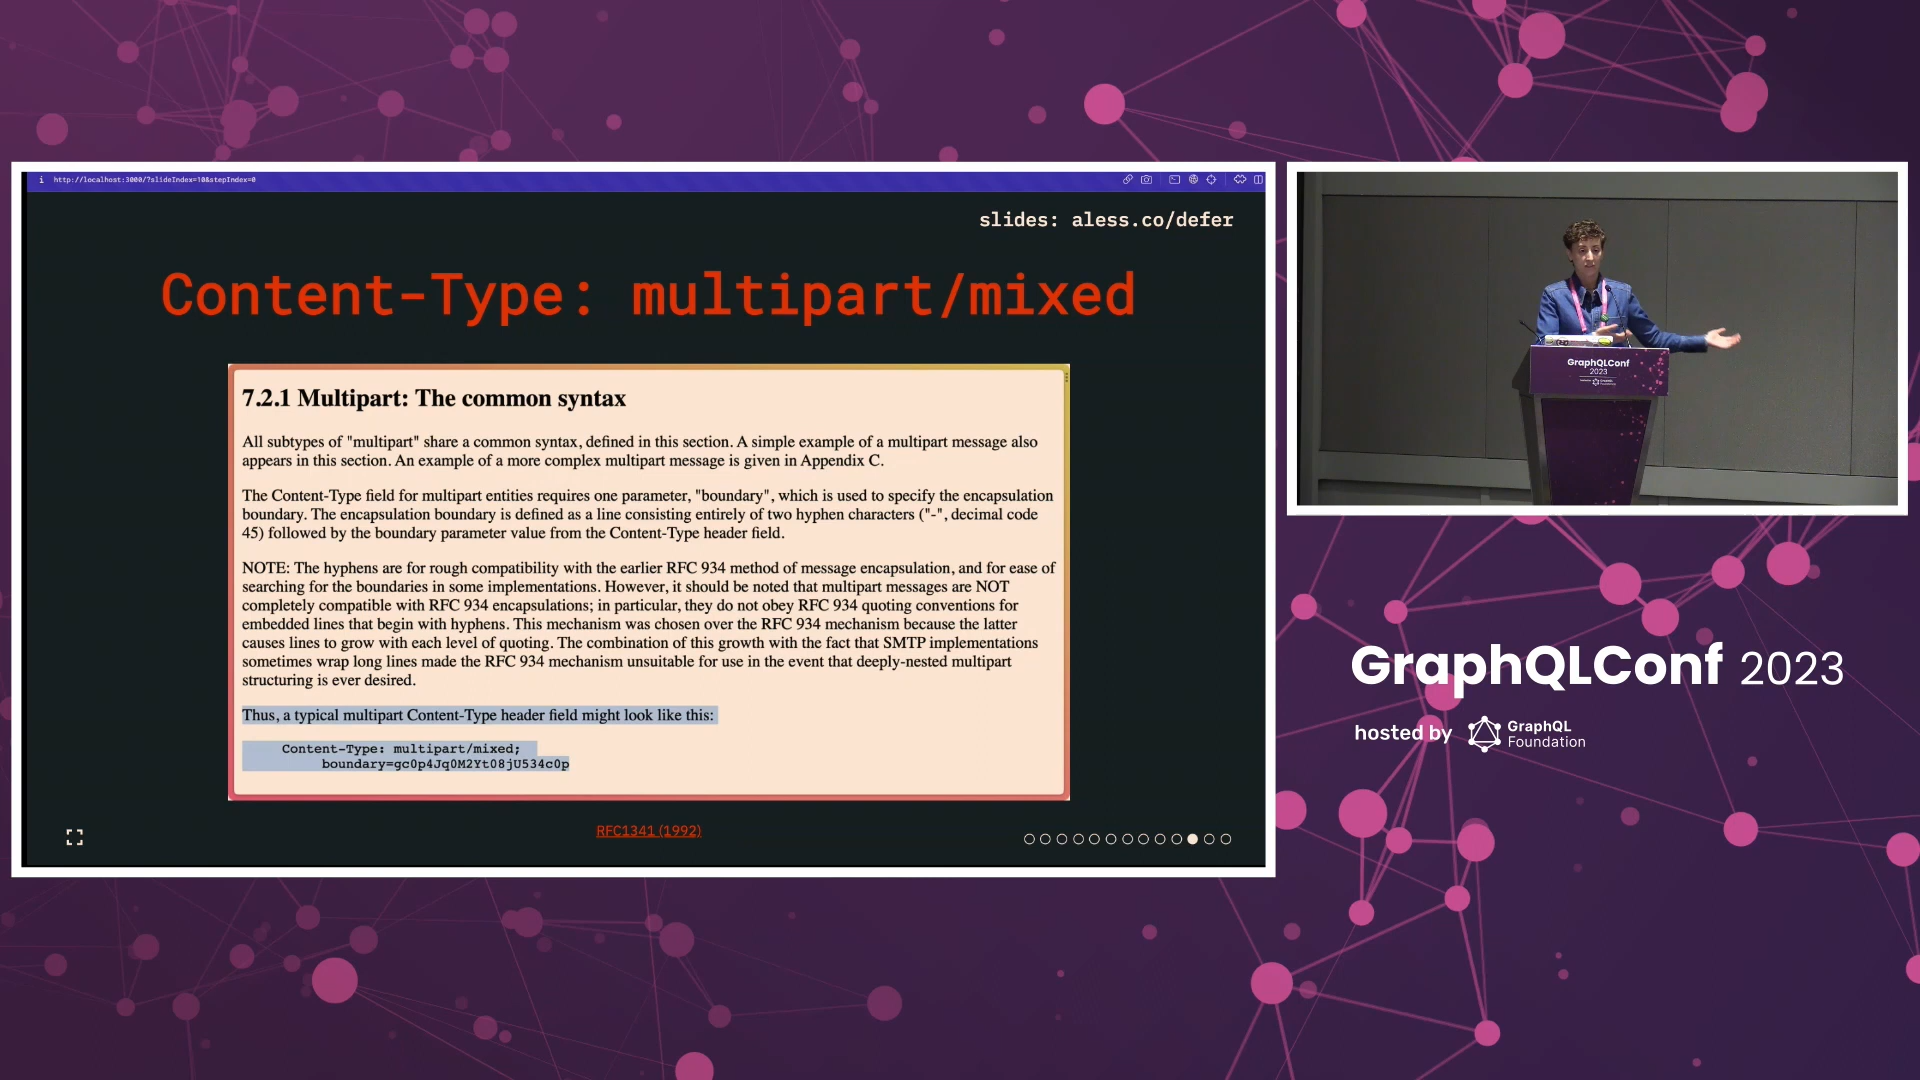 http://localhost:3000/?slideIndex=10&stepIndex=0
slides: aless.co/defer
Content-Type: multipart/mixed
7.2.1 Multipart: The common syntax
All subtypes of "multipart" share a common syntax, defined in this section. A simple example of a multipart message also
appears in this section. An example of a more complex multipart message is given in Appendix C.
The Content-Type field for multipart entities requires one parameter, "boundary", which is used to specify the encapsulation
boundary. The encapsulation boundary is defined as a line consisting entirely of two hyphen characters ("-", decimal code
45) followed by the boundary parameter value from the Content-Type header field.
NOTE: The hyphens are for rough compatibility with the earlier RFC 934 method of message encapsulation, and for ease of
searching for the boundaries in some implementations. However, it should be noted that multipart messages are NOT
completely compatible with RFC 934 encapsulations; in particular, they do not obey RFC 934 quoting conventions for
embedded lines that begin with hyphens. This mechanism was chosen over the RFC 934 mechanism because the latter
causes lines to grow with each level of quoting. The combination of this growth with the fact that SMTP implementations
sometimes wrap long lines made the RFC 934 mechanism unsuitable for use in the event that deeply-nested multipart
structuring is ever desired.
Thus, a typical multipart Content-Type header field might look like this:
Content-Type: multipart/mixed;
boundary=gc0p4Jq0M2Yt08jU534c0p
RFC1341 (1992)
GraphQLConf
2023
GraphQLConf 2023
hosted by
GraphQL
Foundation